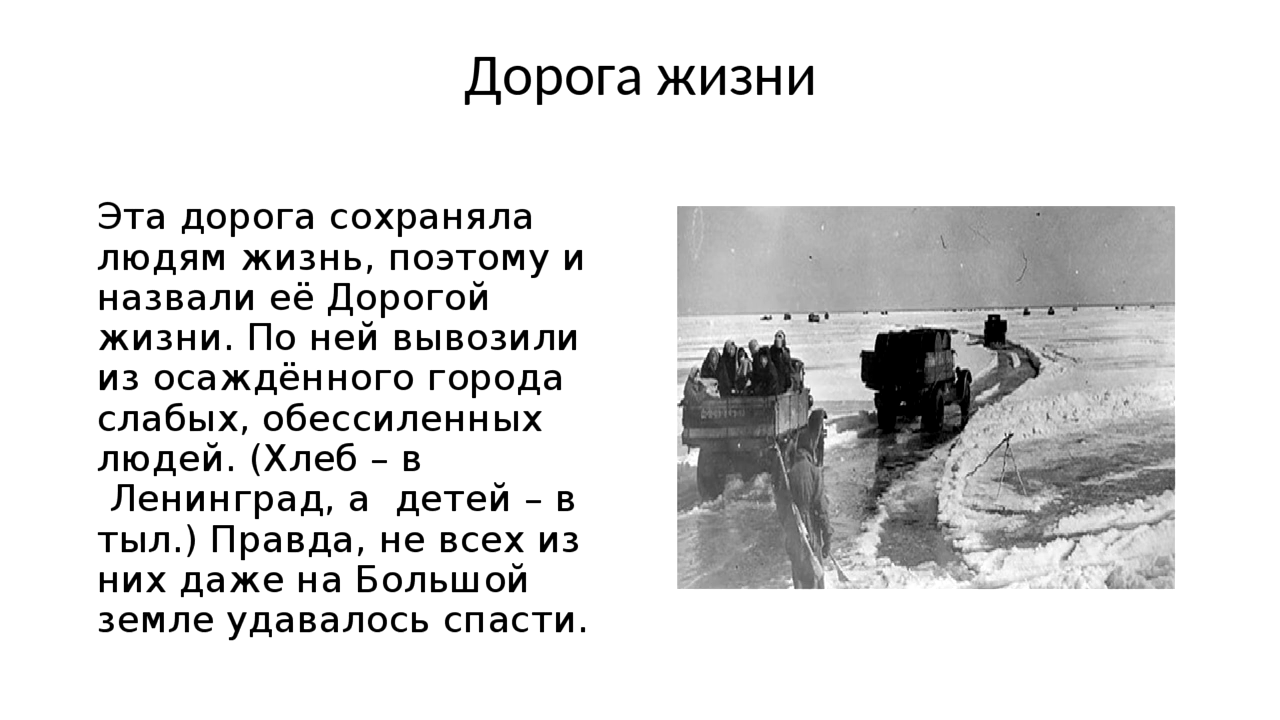 Дорога жизни
Эта дорога сохраняла
людям жизнь, поэтому и
назвали её Дорогой
жизни. По ней вывозили
из осаждённого города
слабых, обессиленных
людей. (Хлеб – в
Ленинград, а  детей – в
тыл.) Правда, не всех из
них даже на Большой
земле удавалось спасти.